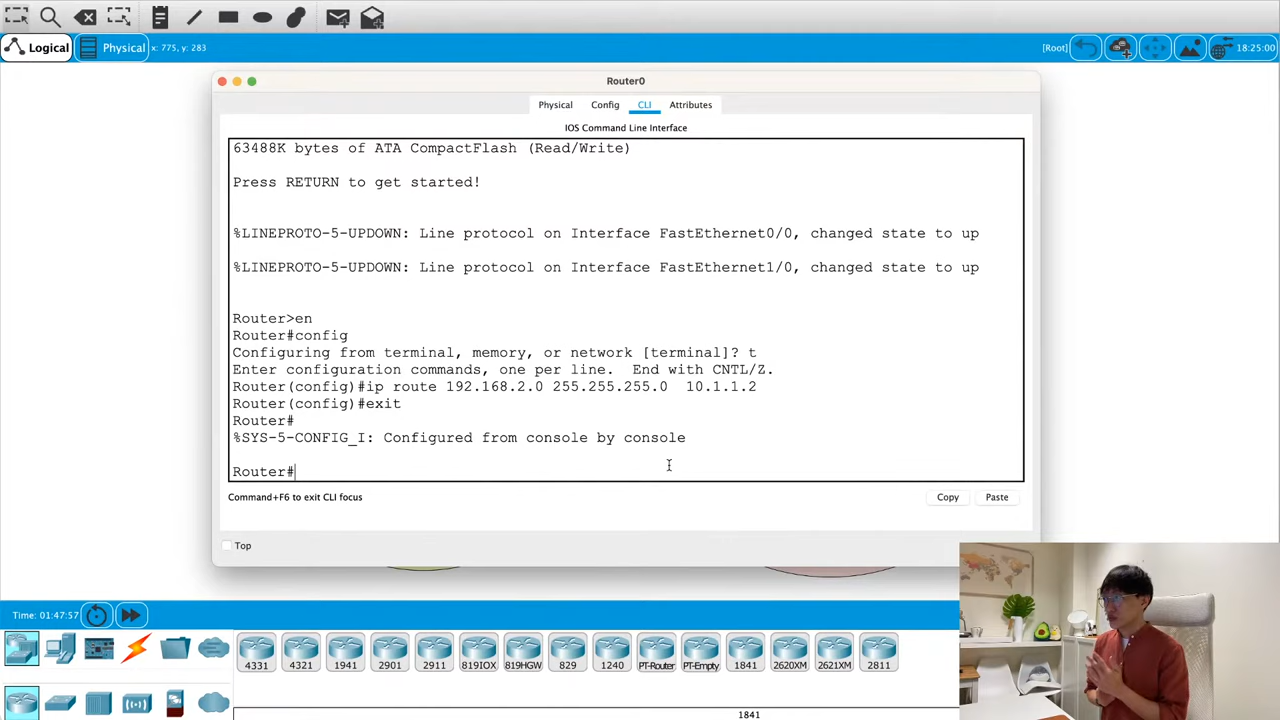 Logical
Physical
x: 775, y: 283
[Root]
18:25:00
Router0
Physical
Config
CLI
Attributes
IOS Command Line Interface
63488K bytes of ATA CompactFlash (Read/Write)
Press RETURN to get started!
%LINEPROTO-5-UPDOWN: Line protocol on Interface FastEthernet0/0, changed state to up
%LINEPROTO-5-UPDOWN: Line protocol on Interface FastEthernet1/0, changed state to up
Router>en
Router#config
Configuring from terminal, memory, or network [terminal]? t
Enter configuration commands, one per line.  End with CNTL/Z.
Router(config)#ip route 192.168.2.0 255.255.255.0  10.1.1.2
Router(config)#exit
Router#
%SYS-5-CONFIG_I: Configured from console by console
Router#
Command+F6 to exit CLI focus
Copy
Paste
Top
Time: 01:47:57
4331
4321
1941
2901
2911
819IOX
819HGW
829
1240
PT-Router
PT-Empty
1841
2620XM
2621XM
2811
1841